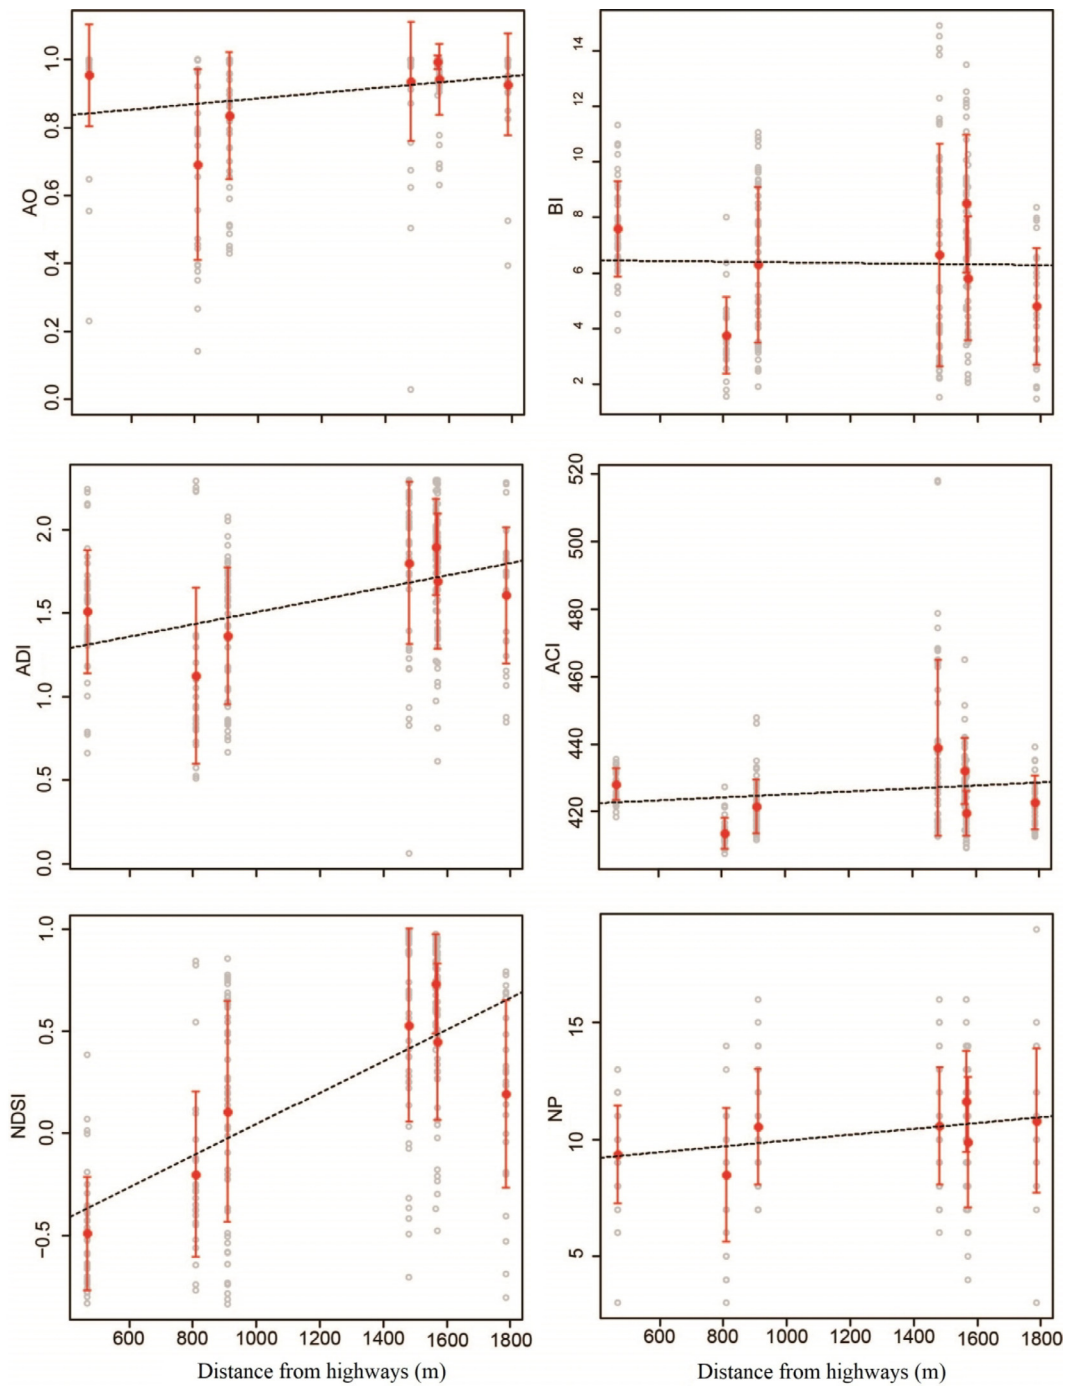 AO
0.0 0.2 0.4 0.6 0.8 1.0
BI
2 4 6 8 10 12 14
ADI
0.0 0.5 1.0 1.5 2.0
ACI
420 440 460 480 500 520
NDSI
−0.5 0.0 0.5 1.0
600 800 1000 1200 1400 1600 1800
Distance from highways (m)
NP
5 10 15
600 800 1000 1200 1400 1600 1800
Distance from highways (m)